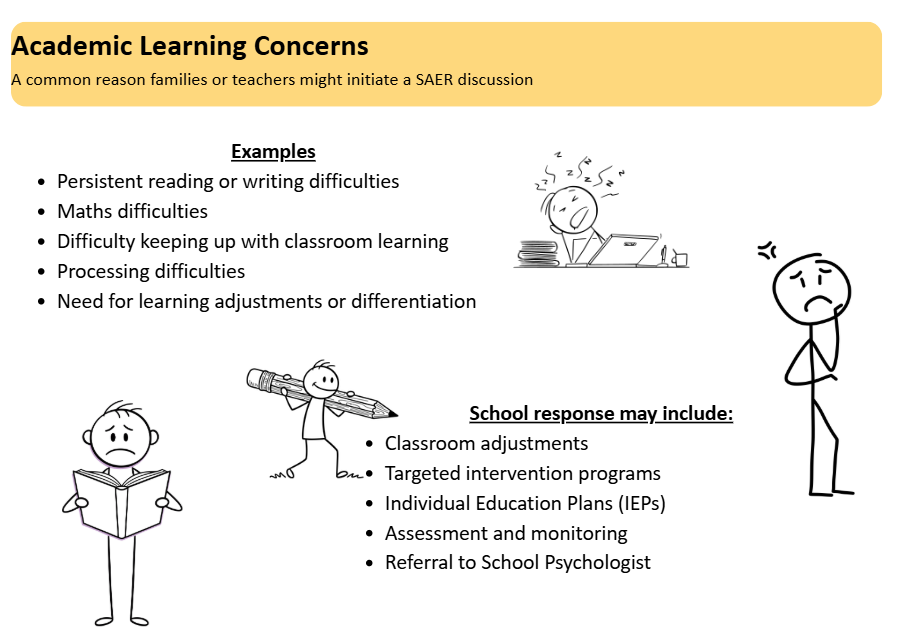 Academic Learning Concerns
A common reason families or teachers might initiate a SAER discussion
Examples
• Persistent reading or writing difficulties
• Maths difficulties
• Difficulty keeping up with classroom learning
• Processing difficulties
• Need for learning adjustments or differentiation
School response may include:
• Classroom adjustments
• Targeted intervention programs
• Individual Education Plans (IEPs)
• Assessment and monitoring
• Referral to School Psychologist